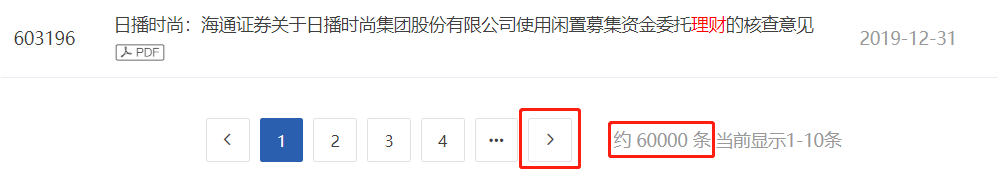 603196 日播时尚：海通证券关于日播时尚集团股份有限公司使用闲置募集资金委托理财的核查意见 2019-12-31
PDF
< 1 2 3 4 ••• > 约 60000 条 当前显示1-10条